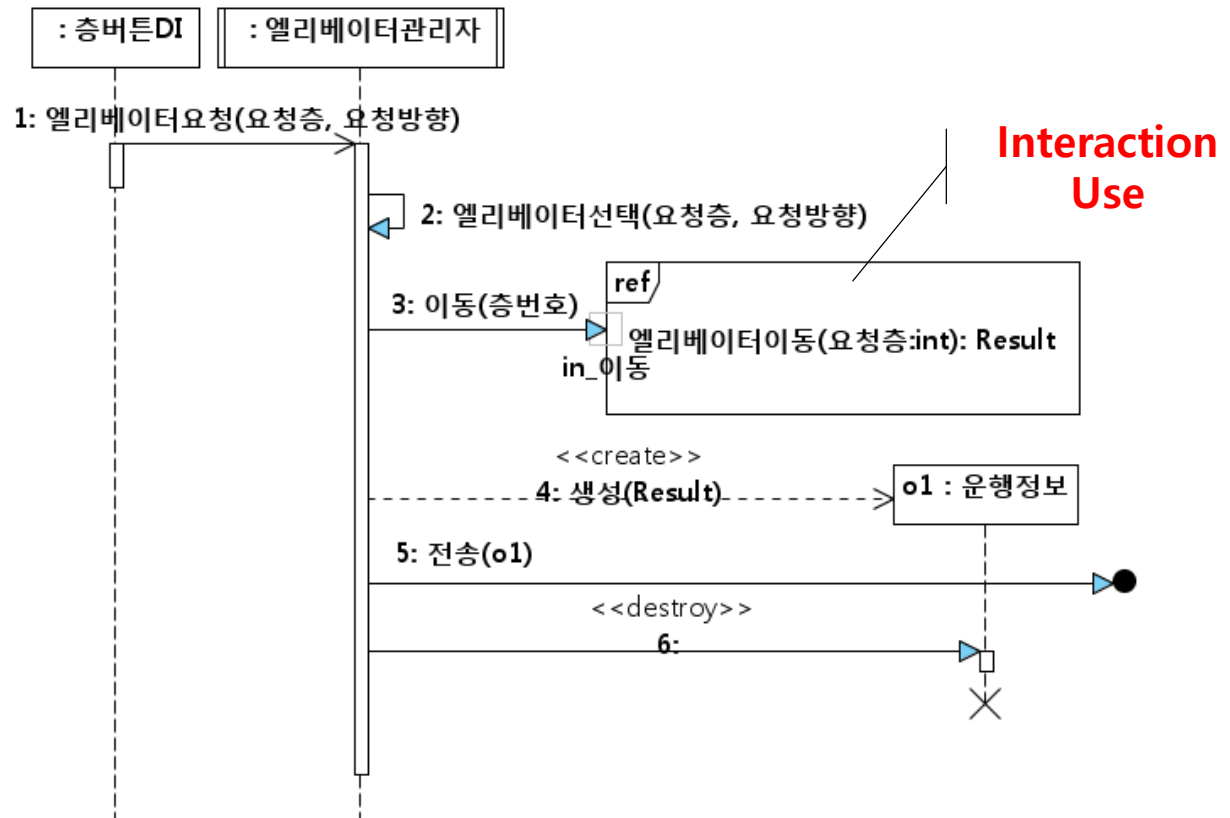 : 층버튼DI
: 엘리베이터관리자
1: 엘리베이터요청(요청층, 요청방향)
Interaction
Use
2: 엘리베이터선택(요청층, 요청방향)
ref
3: 이동(층번호)
엘리베이터이동(요청층:int): Result
in_이동
<<create>>
4: 생성(Result)
o1 : 운행정보
5: 전송(o1)
<<destroy>>
6: